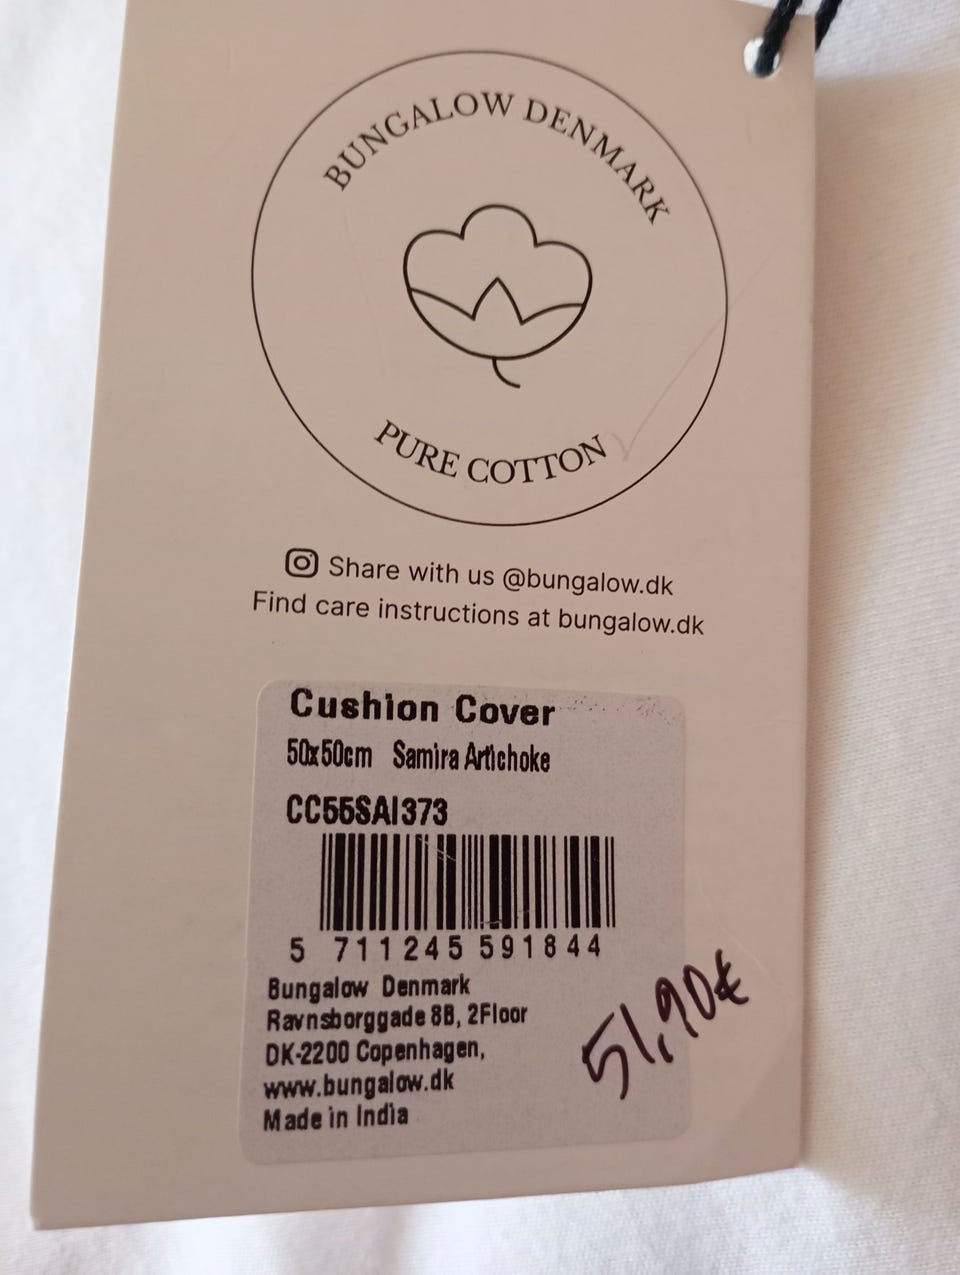 BUNGALOW DENMARK
PURE COTTON
Share with us @bungalow.dk
Find care instructions at bungalow.dk
Cushion Cover
50x50cm Samira Artichoke
CC55SAI373
5 711245 591844
Bungalow Denmark
Ravnsborggade 8B, 2Floor
DK-2200 Copenhagen,
www.bungalow.dk
Made in India
51,90€